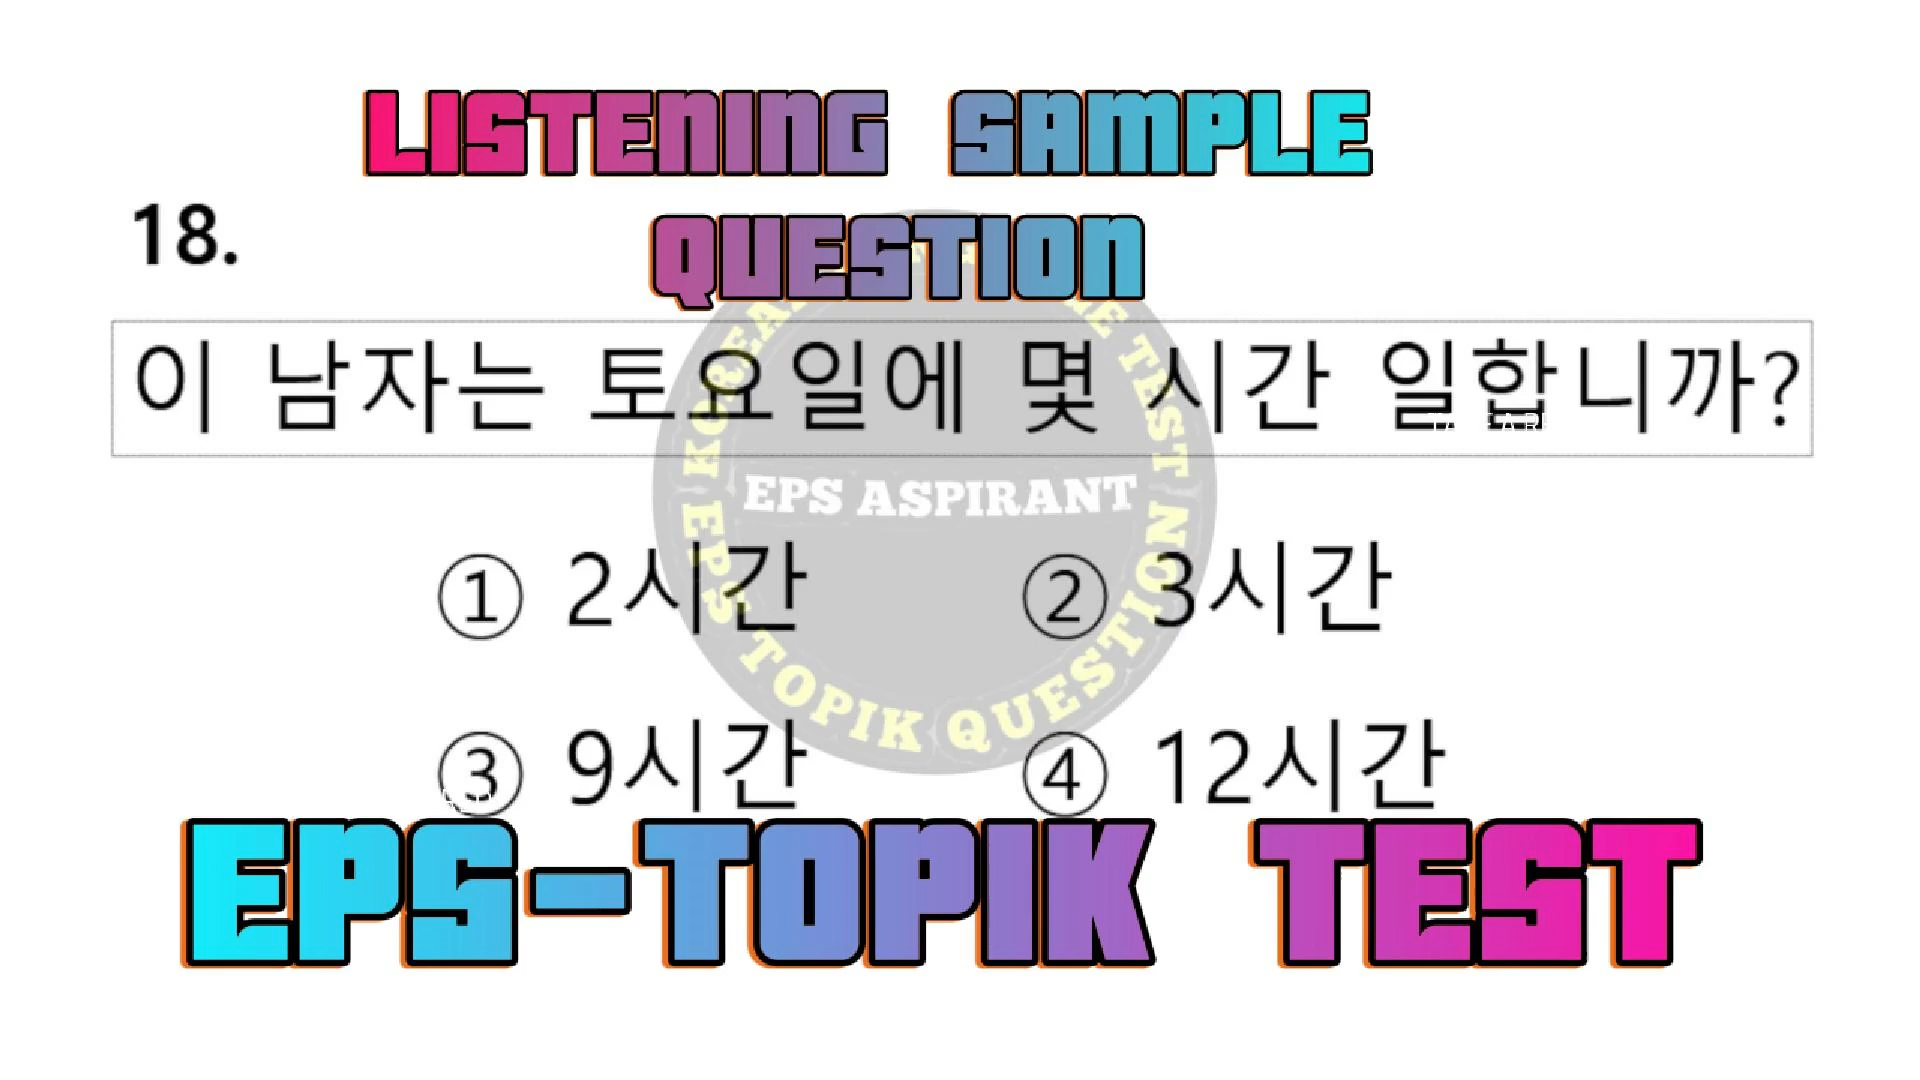 LISTENING SAMPLE
QUESTION
18.
이 남자는 토요일에 몇 시간 일합니까?
EPS ASPIRANT
① 2시간 ② 3시간
③ 9시간 ④ 12시간
EPS TOPIK QUESTION
EPS-TOPIK TEST